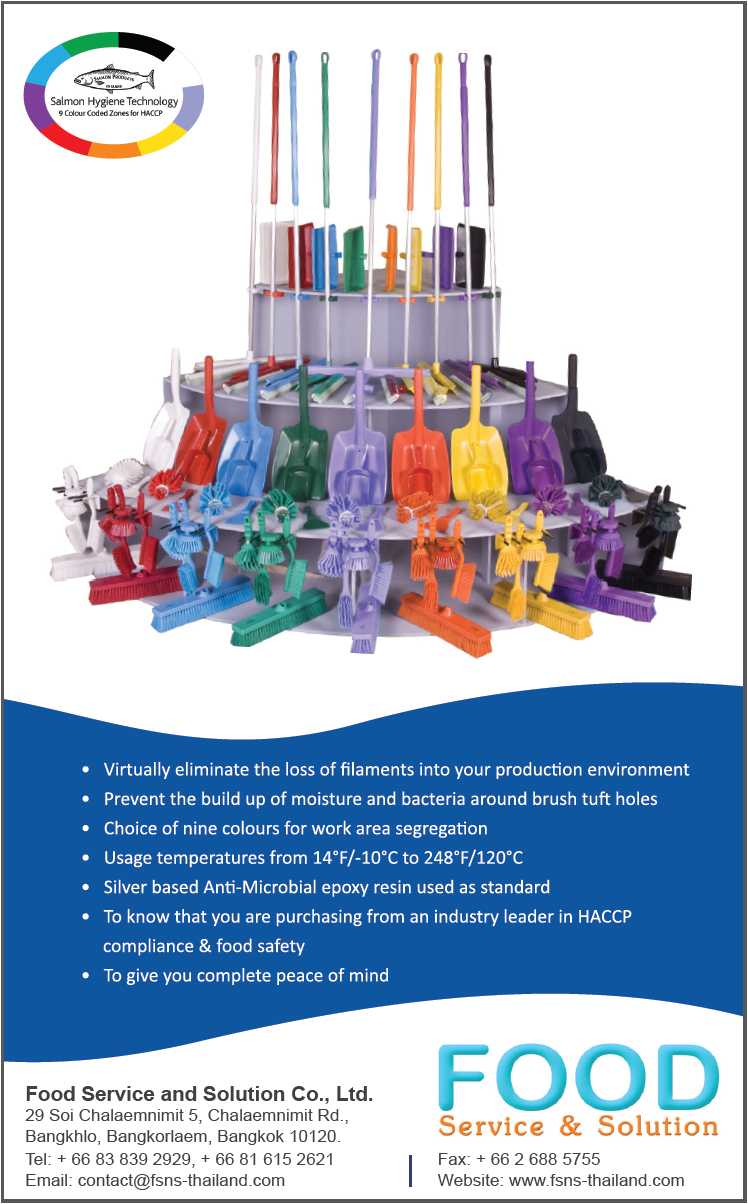 SALMON PRODUCTS
ENGLAND
Salmon Hygiene Technology
9 Colour Coded Zones for HACCP
• Virtually eliminate the loss of filaments into your production environment
• Prevent the build up of moisture and bacteria around brush tuft holes
• Choice of nine colours for work area segregation
• Usage temperatures from 14°F/-10°C to 248°F/120°C
• Silver based Anti-Microbial epoxy resin used as standard
• To know that you are purchasing from an industry leader in HACCP
compliance & food safety
• To give you complete peace of mind
FOOD
Service & Solution
Food Service and Solution Co., Ltd.
29 Soi Chalaemnimit 5, Chalaemnimit Rd.,
Bangkhlo, Bangkorlaem, Bangkok 10120.
Tel: + 66 83 839 2929, + 66 81 615 2621
Email: contact@fsns-thailand.com
Fax: + 66 2 688 5755
Website: www.fsns-thailand.com